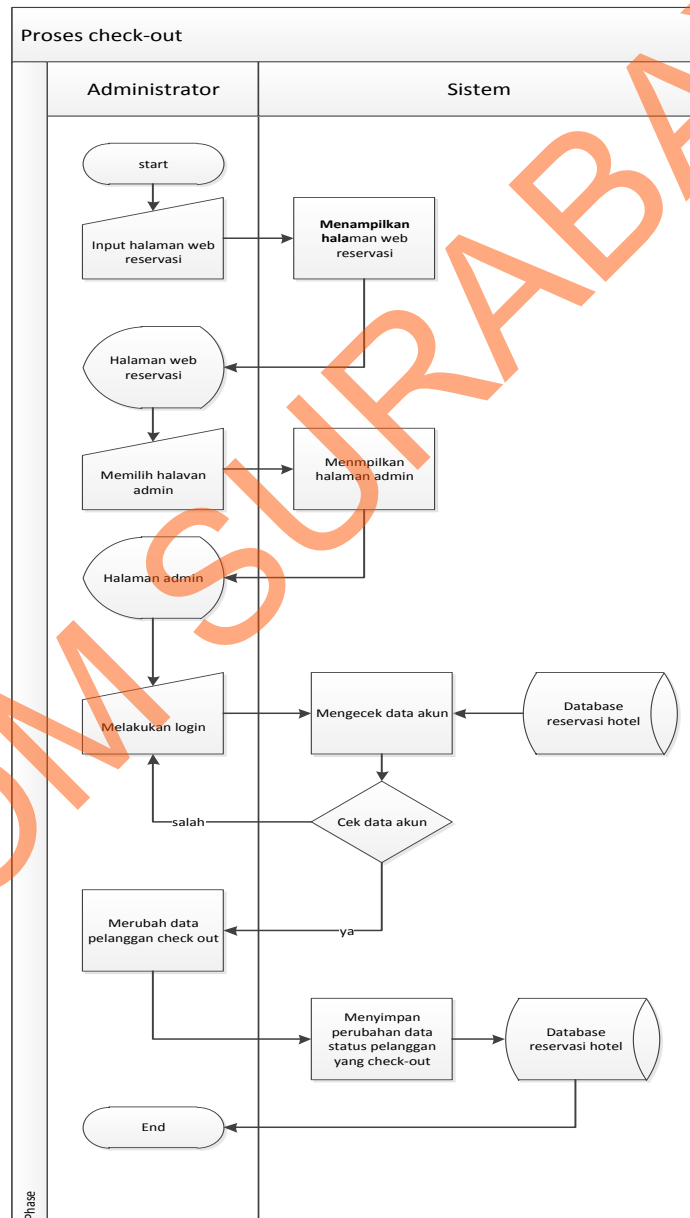 Proses check-out
Administrator
Sistem
start
Input halaman web
reservasi
Menampilkan
halaman web
reservasi
Halaman web
reservasi
Memilih halavan
admin
Menmpilkan
halaman admin
Halaman admin
Melakukan login
Mengecek data akun
Database
reservasi hotel
salah
Cek data akun
Merubah data
pelanggan check out
ya
Menyimpan
perubahan data
status pelanggan
yang check-out
Database
reservasi hotel
End
Phase
OM SURABA